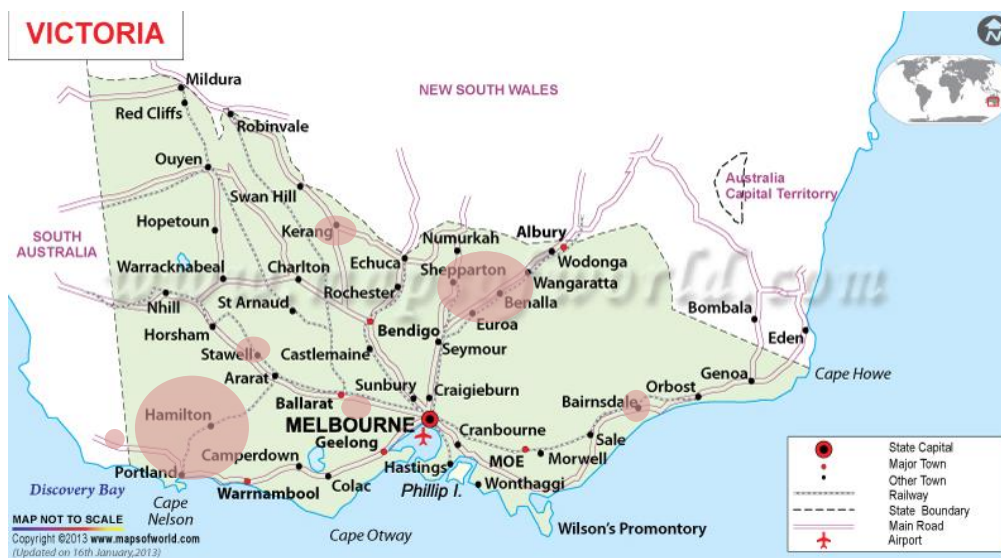 VICTORIA
N
Mildura
NEW SOUTH WALES
Red Cliffs
Robinvale
Ouyen
Swan Hill
Australia
Capital Territory
Hopetoun
Kerang
SOUTH
AUSTRALIA
Numurkah
Albury
Echuca
Shepparton
Wodonga
Warracknabeal
Charlton
Wangaratta
www.mapsofworld.com
Rochester
Benalla
Nhill
St Arnaud
Euroa
Bombala
Horsham
Bendigo
Eden
Stawell
Castlemaine
Seymour
Genoa
Cape Howe
Ararat
Sunbury
Craigieburn
Orbost
Ballarat
Bairnsdale
Hamilton
MELBOURNE
Cranbourne
Geelong
Sale
Camperdown
MOE
Morwell
Portland
Hastings
Colac
Wonthaggi
Discovery Bay
Warrnambool
Phillip I.
Cape
Nelson
Wilson's Promontory
Cape Otway
MAP NOT TO SCALE
Copyright ©2013 www.mapsofworld.com
(Updated on 16th January,2013)
State Capital
Major Town
Other Town
Railway
State Boundary
Main Road
Airport